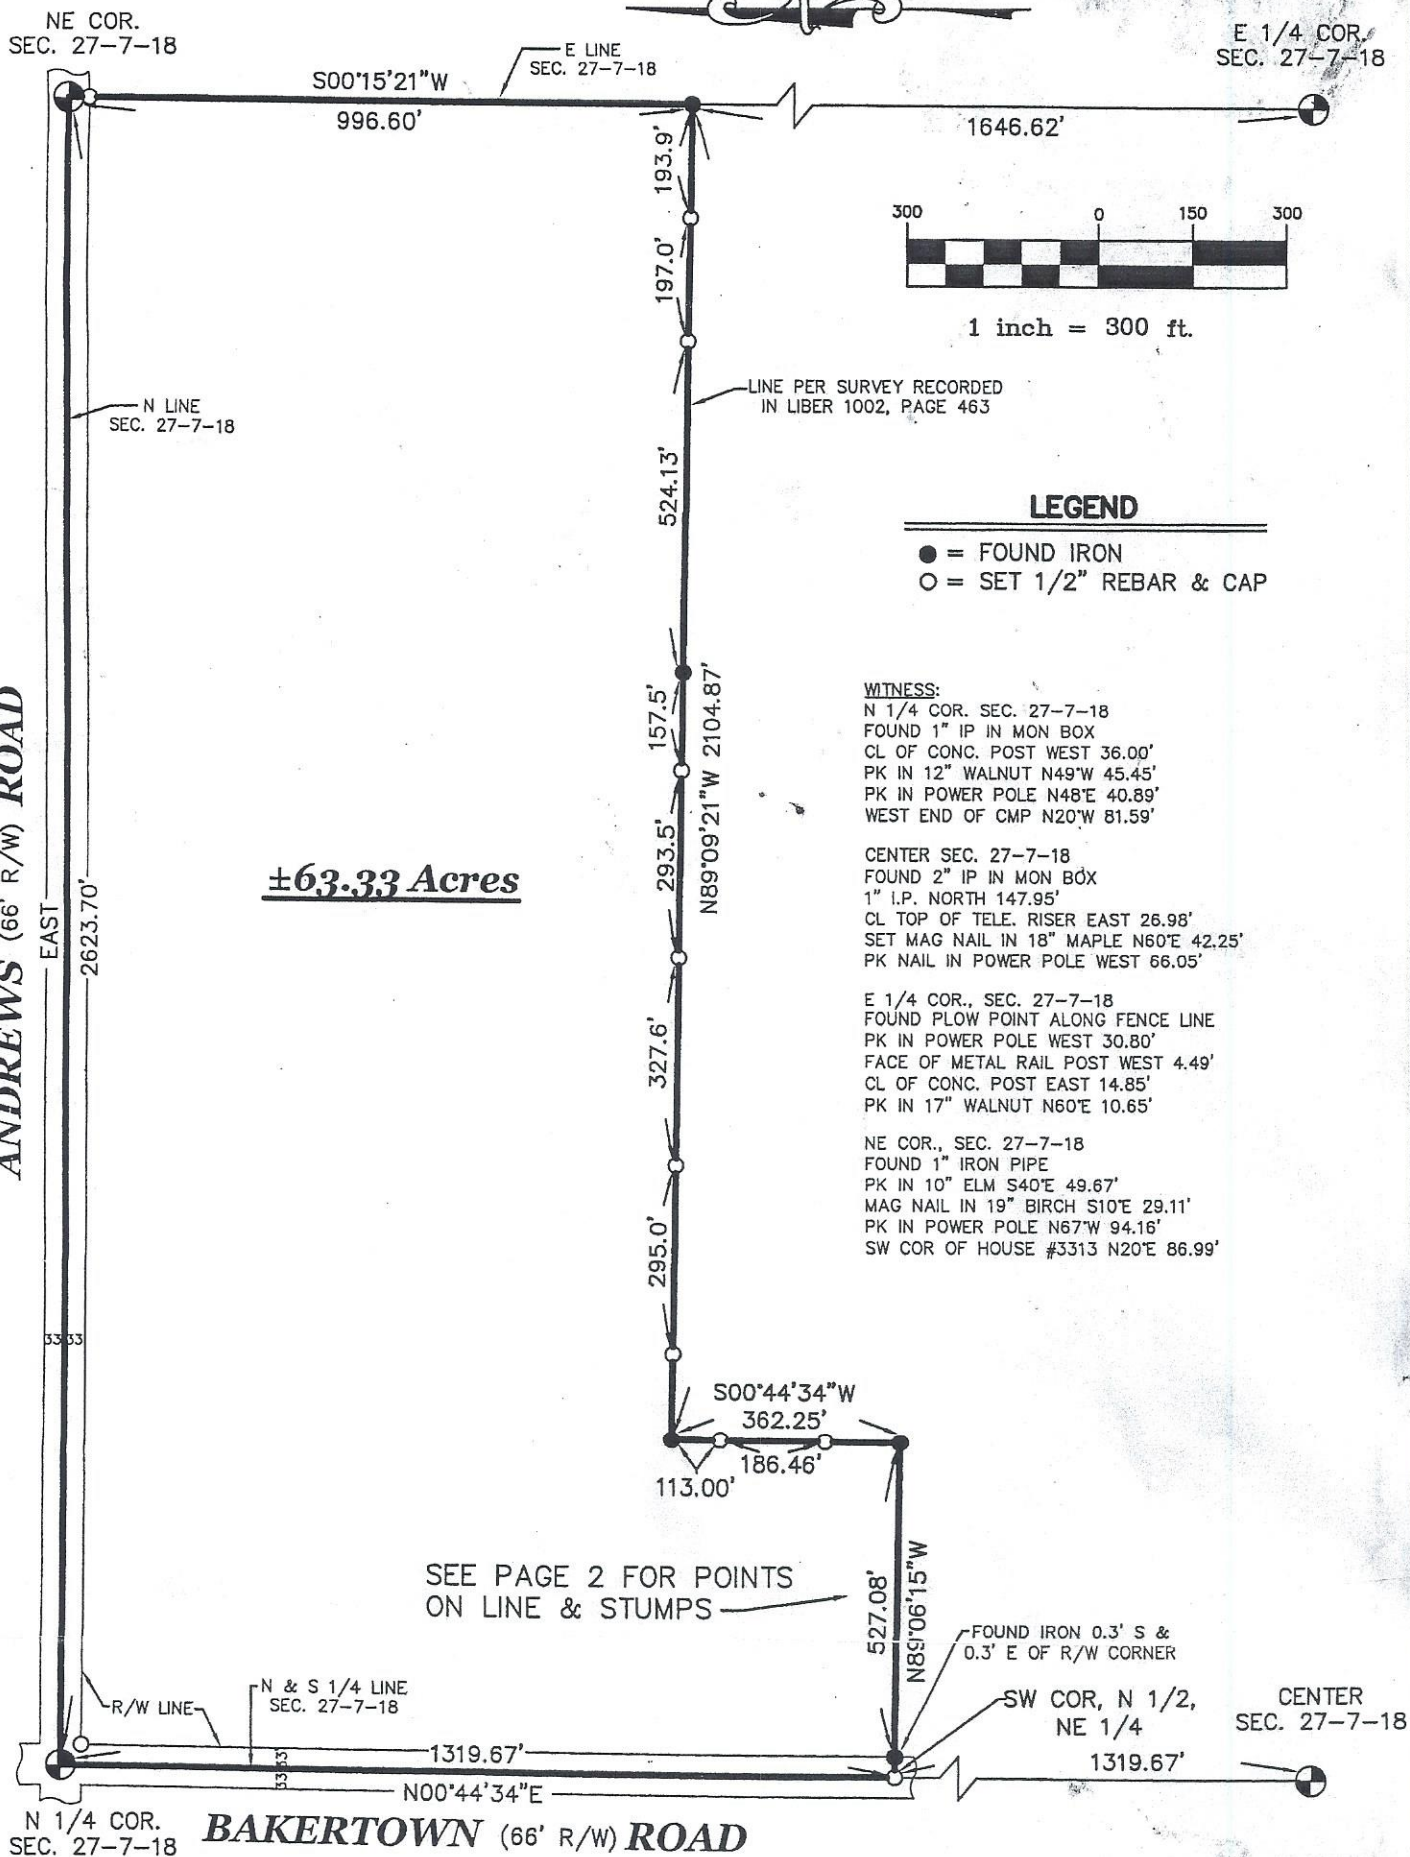 NE COR.
SEC. 27-7-18
E 1/4 COR.
SEC. 27-7-18
S00°15'21"W
996.60'
E LINE
SEC. 27-7-18
1646.62'
193.9'
197.0'
300 0 150 300
1 inch = 300 ft.
N LINE
SEC. 27-7-18
LINE PER SURVEY RECORDED
IN LIBER 1002, PAGE 463
524.13'
LEGEND
● = FOUND IRON
○ = SET 1/2" REBAR & CAP
ANDREWS (66' R/W) ROAD
EAST
2623.70'
±63.33 Acres
157.5'
N89°09'21"W 2104.87'
293.5'
327.6'
295.0'
WITNESS:
N 1/4 COR. SEC. 27-7-18
FOUND 1" IP IN MON BOX
CL OF CONC. POST WEST 36.00'
PK IN 12" WALNUT N49°W 45.45'
PK IN POWER POLE N48°E 40.89'
WEST END OF CMP N20°W 81.59'
CENTER SEC. 27-7-18
FOUND 2" IP IN MON BOX
1" I.P. NORTH 147.95'
CL TOP OF TELE. RISER EAST 26.98'
SET MAG NAIL IN 18" MAPLE N60°E 42.25'
PK NAIL IN POWER POLE WEST 66.05'
E 1/4 COR., SEC. 27-7-18
FOUND PLOW POINT ALONG FENCE LINE
PK IN POWER POLE WEST 30.80'
FACE OF METAL RAIL POST WEST 4.49'
CL OF CONC. POST EAST 14.85'
PK IN 17" WALNUT N60°E 10.65'
NE COR., SEC. 27-7-18
FOUND 1" IRON PIPE
PK IN 10" ELM S40°E 49.67'
MAG NAIL IN 19" BIRCH S10°E 29.11'
PK IN POWER POLE N67°W 94.16'
SW COR OF HOUSE #3313 N20°E 86.99'
33 33
S00°44'34"W
362.25'
186.46'
113.00'
SEE PAGE 2 FOR POINTS
ON LINE & STUMPS
527.08'
N89°06'15"W
FOUND IRON 0.3' S &
0.3' E OF R/W CORNER
SW COR, N 1/2,
NE 1/4
CENTER
SEC. 27-7-18
R/W LINE
N & S 1/4 LINE
SEC. 27-7-18
1319.67'
1319.67'
33 33
N00°44'34"E
N 1/4 COR.
SEC. 27-7-18
BAKERTOWN (66' R/W) ROAD